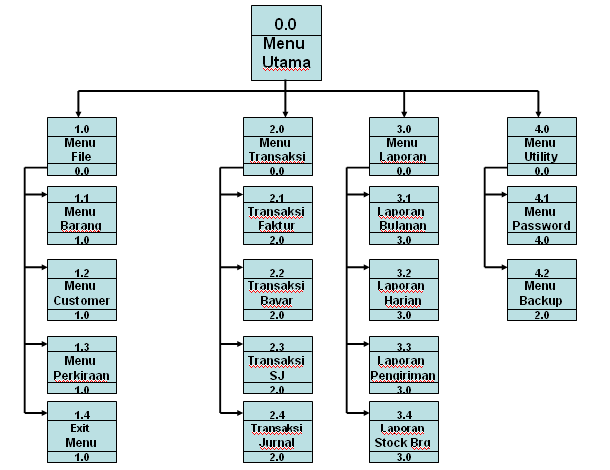 0.0
Menu
Utama
1.0
Menu
File
0.0
2.0
Menu
Transaksi
0.0
3.0
Menu
Laporan
0.0
4.0
Menu
Utility
0.0
1.1
Menu
Barang
1.0
2.1
Transaksi
Faktur
2.0
3.1
Laporan
Bulanan
3.0
4.1
Menu
Password
4.0
1.2
Menu
Customer
1.0
2.2
Transaksi
Bayar
2.0
3.2
Laporan
Harian
3.0
4.2
Menu
Backup
2.0
1.3
Menu
Perkiraan
1.0
2.3
Transaksi
SJ
2.0
3.3
Laporan
Pengiriman
3.0
1.4
Exit
Menu
1.0
2.4
Transaksi
Jurnal
2.0
3.4
Laporan
Stock Brg
3.0